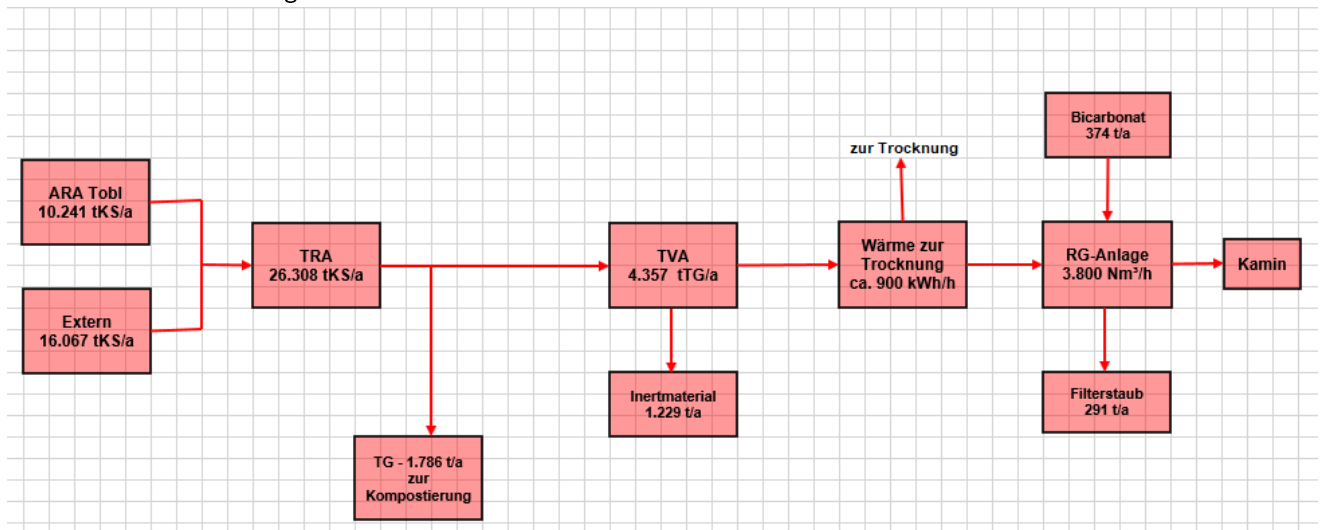 Bicarbonat
374 t/a
zur Trocknung
ARA Tobl
10.241 tKS/a
TRA
26.308 tKS/a
TVA
4.357 tTG/a
Wärme zur
Trocknung
ca. 900 kWh/h
RG-Anlage
3.800 Nm³/h
Kamin
Extern
16.067 tKS/a
Inertmaterial
1.229 t/a
Filterstaub
291 t/a
TG - 1.786 t/a
zur
Kompostierung